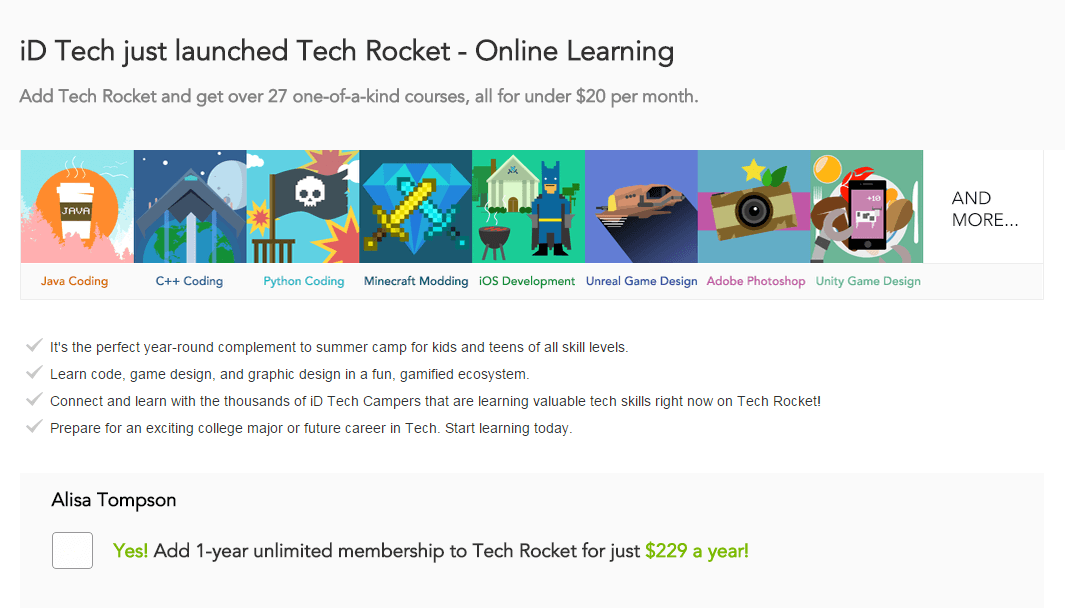 iD Tech just launched Tech Rocket - Online Learning
Add Tech Rocket and get over 27 one-of-a-kind courses, all for under $20 per month.
JAVA
+10
AND
MORE...
Java Coding
C++ Coding
Python Coding
Minecraft Modding
iOS Development
Unreal Game Design
Adobe Photoshop
Unity Game Design
It's the perfect year-round complement to summer camp for kids and teens of all skill levels.
Learn code, game design, and graphic design in a fun, gamified ecosystem.
Connect and learn with the thousands of iD Tech Campers that are learning valuable tech skills right now on Tech Rocket!
Prepare for an exciting college major or future career in Tech. Start learning today.
Alisa Tompson
Yes! Add 1-year unlimited membership to Tech Rocket for just $229 a year!